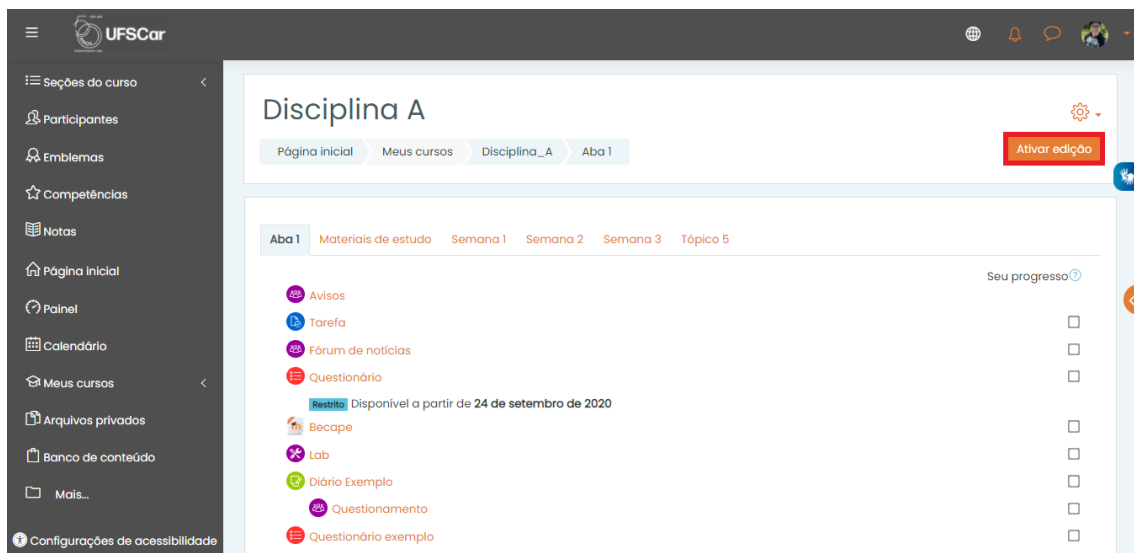 UFSCar
Seções do curso
Participantes
Emblemas
Competências
Notas
Página inicial
Painel
Calendário
Meus cursos
Arquivos privados
Banco de conteúdo
Mais...
Configurações de acessibilidade
Disciplina A
Página inicial Meus cursos Disciplina_A Aba 1
Ativar edição
Aba 1 Materiais de estudo Semana 1 Semana 2 Semana 3 Tópico 5
Seu progresso
Avisos
Tarefa
Fórum de notícias
Questionário
Restrito Disponível a partir de 24 de setembro de 2020
Becape
Lab
Diário Exemplo
Questionamento
Questionário exemplo